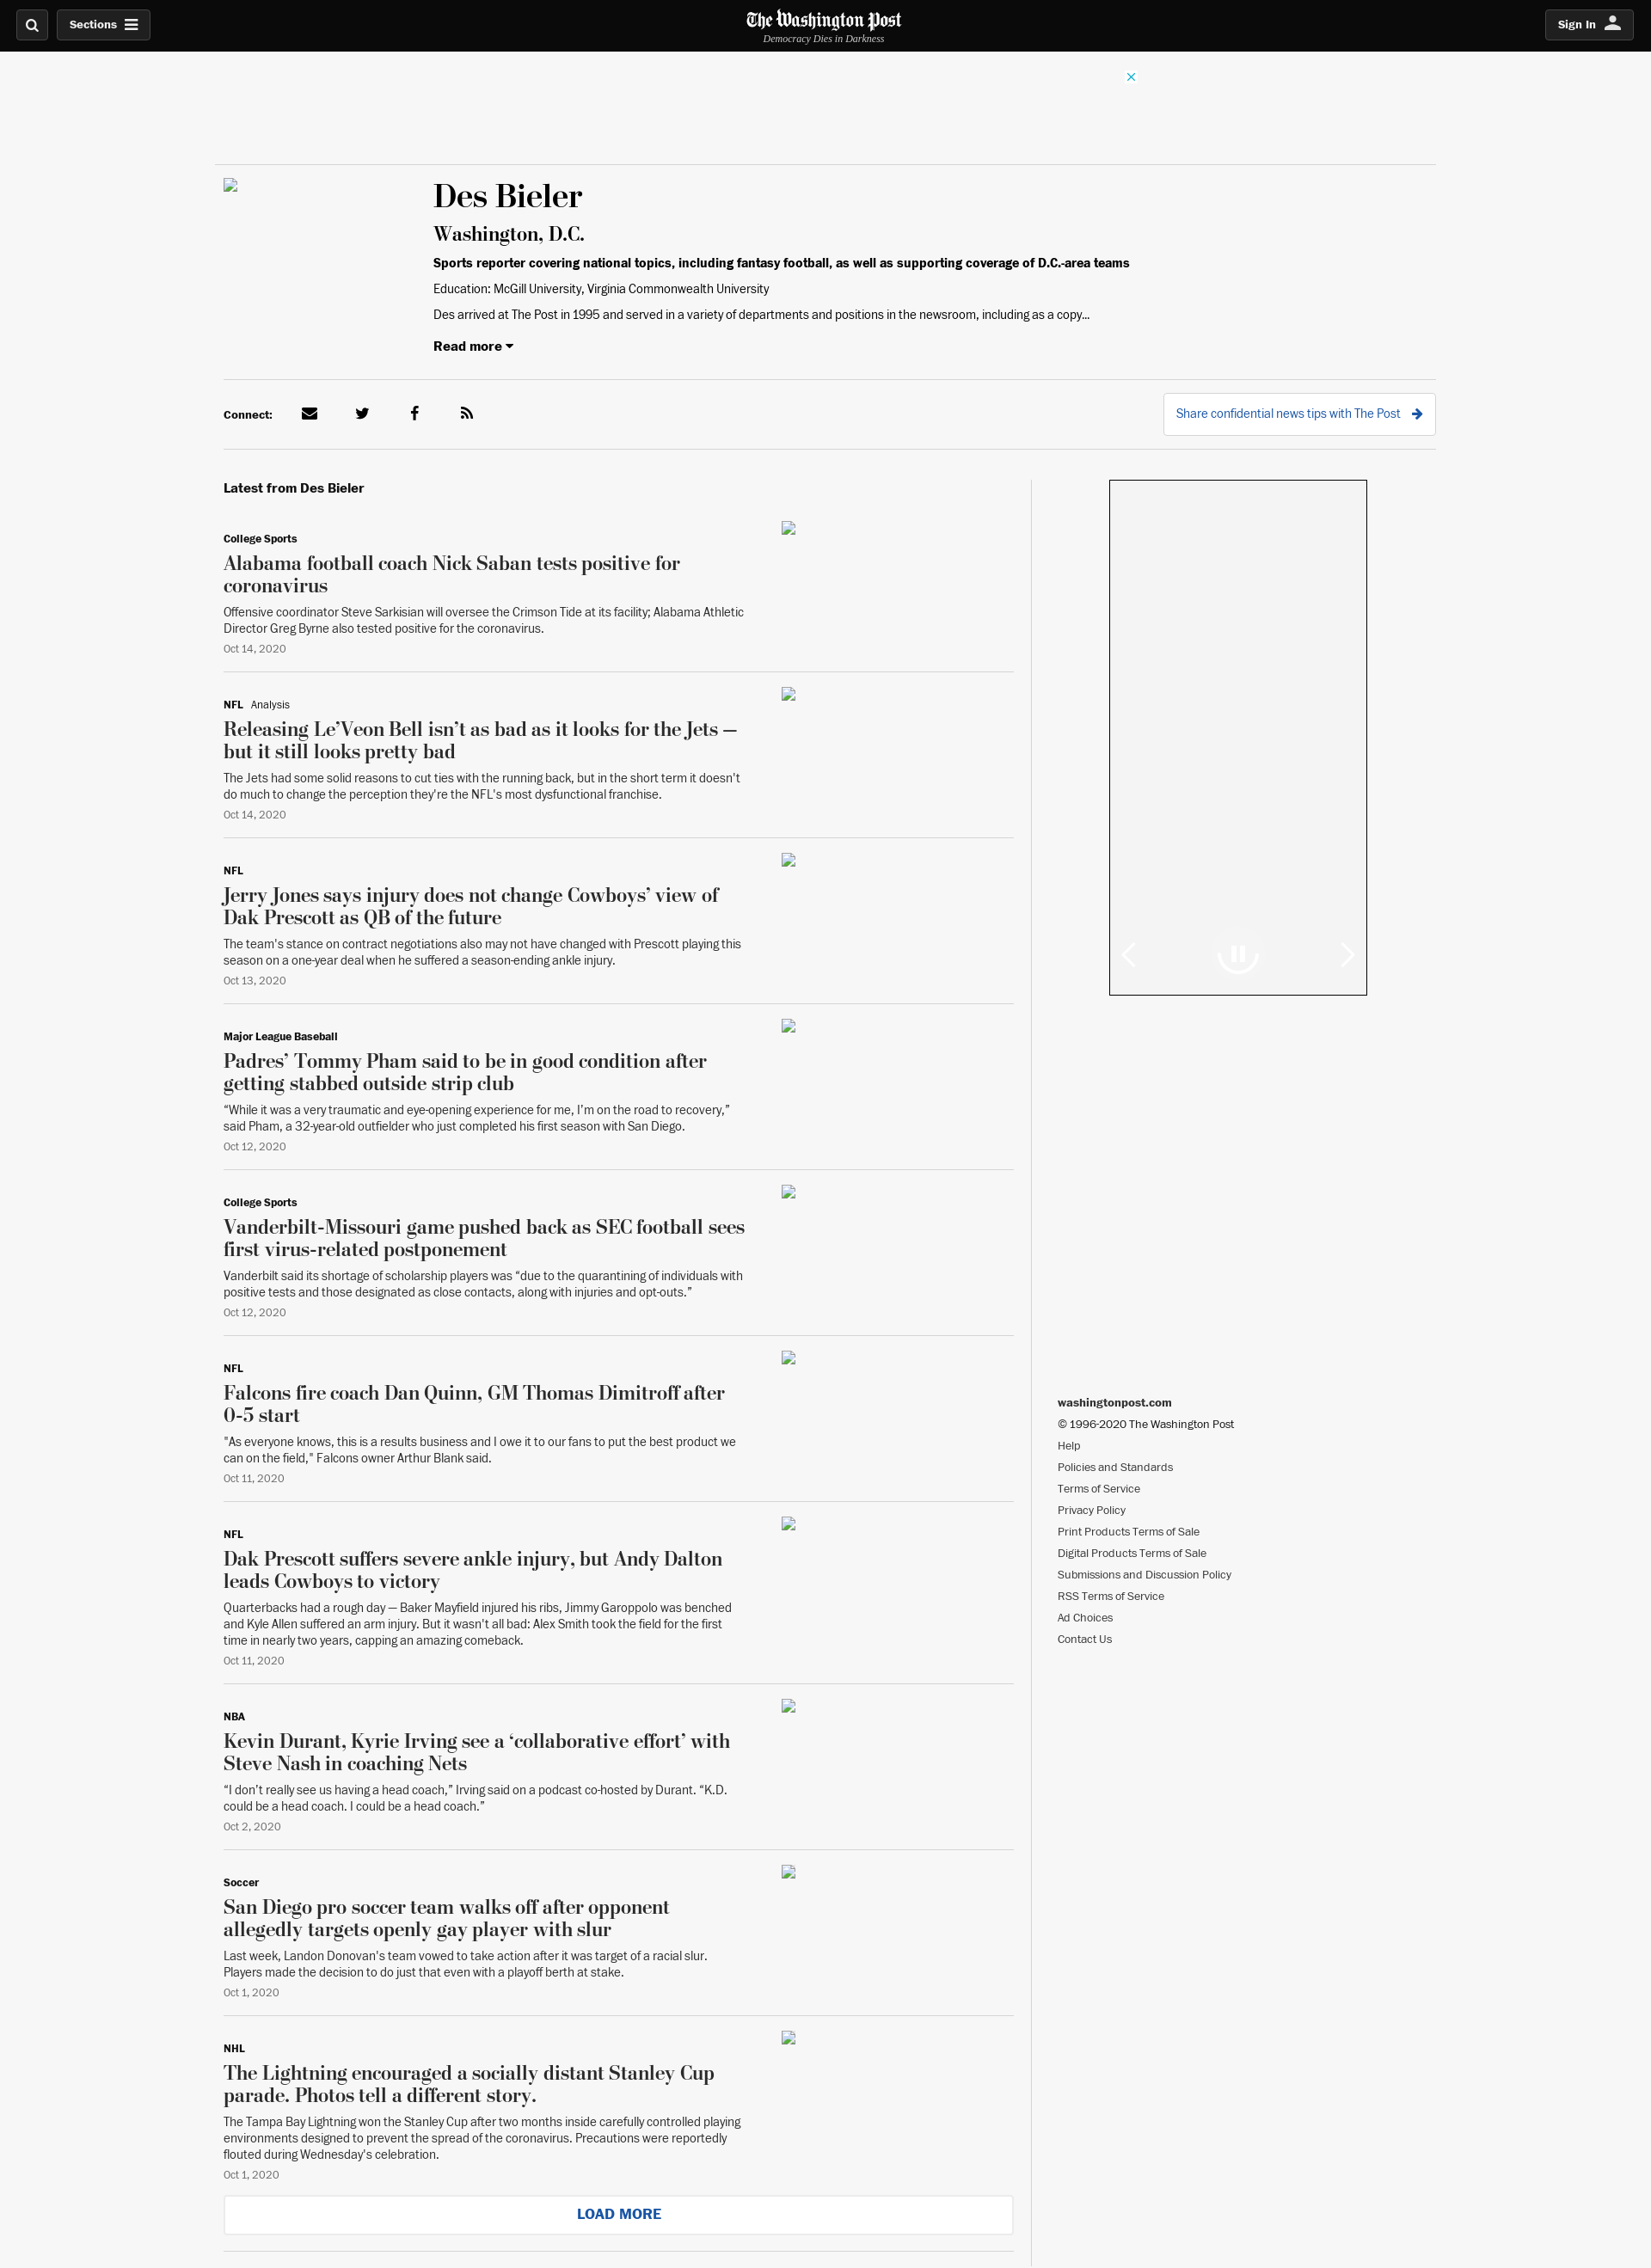 Sections
The Washington Post
Democracy Dies in Darkness
Sign In
Des Bieler
Washington, D.C.
Sports reporter covering national topics, including fantasy football, as well as supporting coverage of D.C.-area teams
Education: McGill University, Virginia Commonwealth University
Des arrived at The Post in 1995 and served in a variety of departments and positions in the newsroom, including as a copy...
Read more
Connect:
Share confidential news tips with The Post
Latest from Des Bieler
College Sports
Alabama football coach Nick Saban tests positive for
coronavirus
Offensive coordinator Steve Sarkisian will oversee the Crimson Tide at its facility; Alabama Athletic
Director Greg Byrne also tested positive for the coronavirus.
Oct 14, 2020
NFL Analysis
Releasing Le’Veon Bell isn’t as bad as it looks for the Jets —
but it still looks pretty bad
The Jets had some solid reasons to cut ties with the running back, but in the short term it doesn't
do much to change the perception they're the NFL's most dysfunctional franchise.
Oct 14, 2020
NFL
Jerry Jones says injury does not change Cowboys’ view of
Dak Prescott as QB of the future
The team's stance on contract negotiations also may not have changed with Prescott playing this
season on a one-year deal when he suffered a season-ending ankle injury.
Oct 13, 2020
Major League Baseball
Padres’ Tommy Pham said to be in good condition after
getting stabbed outside strip club
“While it was a very traumatic and eye-opening experience for me, I’m on the road to recovery,”
said Pham, a 32-year-old outfielder who just completed his first season with San Diego.
Oct 12, 2020
College Sports
Vanderbilt-Missouri game pushed back as SEC football sees
first virus-related postponement
Vanderbilt said its shortage of scholarship players was “due to the quarantining of individuals with
positive tests and those designated as close contacts, along with injuries and opt-outs.”
Oct 12, 2020
NFL
Falcons fire coach Dan Quinn, GM Thomas Dimitroff after
0-5 start
"As everyone knows, this is a results business and I owe it to our fans to put the best product we
can on the field," Falcons owner Arthur Blank said.
Oct 11, 2020
NFL
Dak Prescott suffers severe ankle injury, but Andy Dalton
leads Cowboys to victory
Quarterbacks had a rough day — Baker Mayfield injured his ribs, Jimmy Garoppolo was benched
and Kyle Allen suffered an arm injury. But it wasn't all bad: Alex Smith took the field for the first
time in nearly two years, capping an amazing comeback.
Oct 11, 2020
NBA
Kevin Durant, Kyrie Irving see a ‘collaborative effort’ with
Steve Nash in coaching Nets
“I don’t really see us having a head coach,” Irving said on a podcast co-hosted by Durant. “K.D.
could be a head coach. I could be a head coach.”
Oct 2, 2020
Soccer
San Diego pro soccer team walks off after opponent
allegedly targets openly gay player with slur
Last week, Landon Donovan's team vowed to take action after it was target of a racial slur.
Players made the decision to do just that even with a playoff berth at stake.
Oct 1, 2020
NHL
The Lightning encouraged a socially distant Stanley Cup
parade. Photos tell a different story.
The Tampa Bay Lightning won the Stanley Cup after two months inside carefully controlled playing
environments designed to prevent the spread of the coronavirus. Precautions were reportedly
flouted during Wednesday's celebration.
Oct 1, 2020
LOAD MORE
washingtonpost.com
© 1996-2020 The Washington Post
Help
Policies and Standards
Terms of Service
Privacy Policy
Print Products Terms of Sale
Digital Products Terms of Sale
Submissions and Discussion Policy
RSS Terms of Service
Ad Choices
Contact Us